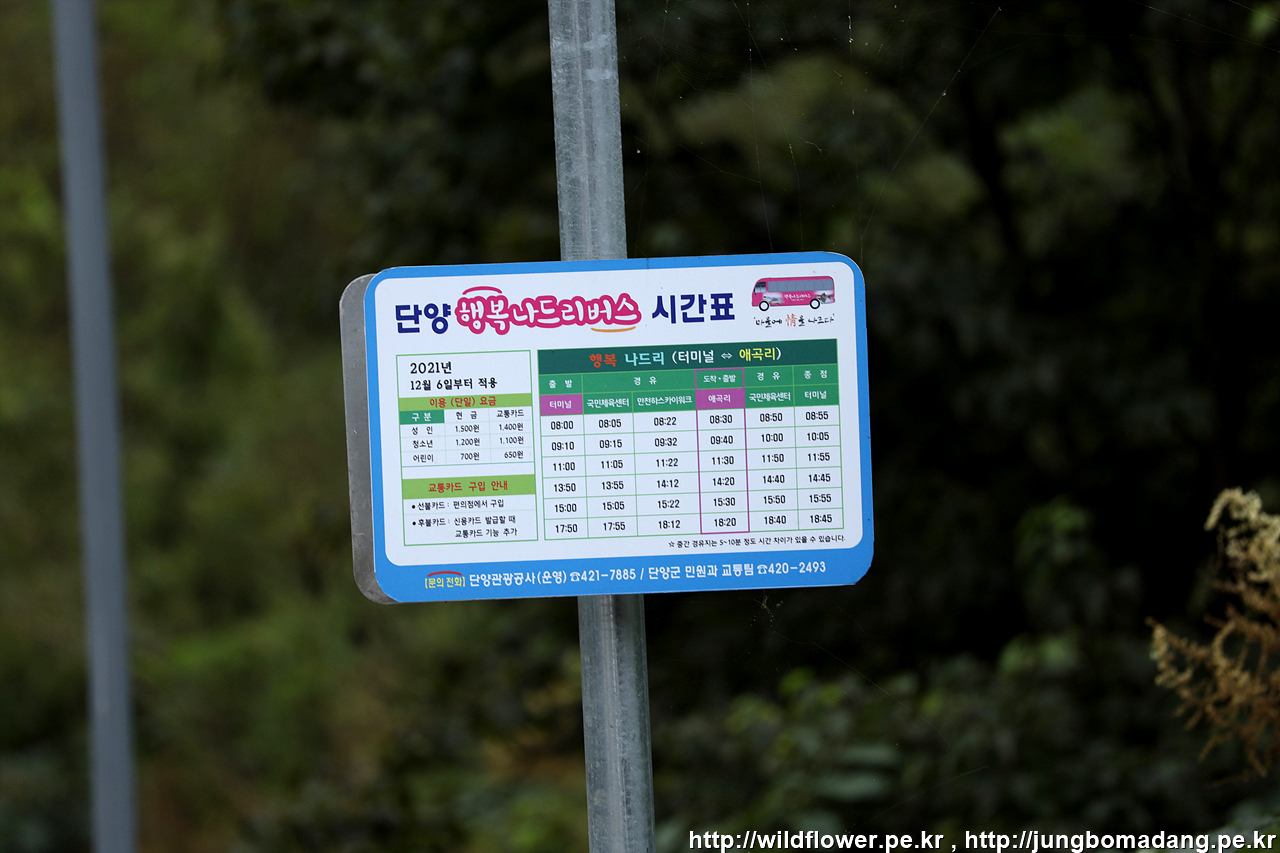 단양 행복나드리버스 시간표
'마을에 情을 나르다'
2021년
12월 6일부터 적용
이용 (단일) 요금
구 분 현 금 교통카드
성 인 1,500원 1,400원
청소년 1,200원 1,100원
어린이 700원 650원
교통카드 구입 안내
• 선불카드 : 편의점에서 구입
• 후불카드 : 신용카드 발급할 때
교통카드 기능 추가
행복 나드리 (터미널 ⇔ 애곡리)
출 발 경 유 도착·출발 경 유 종 점
터미널 국민체육센터 만천하스카이워크 애곡리 국민체육센터 터미널
08:00 08:05 08:22 08:30 08:50 08:55
09:10 09:15 09:32 09:40 10:00 10:05
11:00 11:05 11:22 11:30 11:50 11:55
13:50 13:55 14:12 14:20 14:40 14:45
15:00 15:05 15:22 15:30 15:50 15:55
17:50 17:55 18:12 18:20 18:40 18:45
☆ 중간 경유지는 5~10분 정도 시간 차이가 있을 수 있습니다.
[문의 전화] 단양관광공사(운영) ☎421-7885 / 단양군 민원과 교통팀 ☎420-2493
http://wildflower.pe.kr , http://jungbomadang.pe.kr